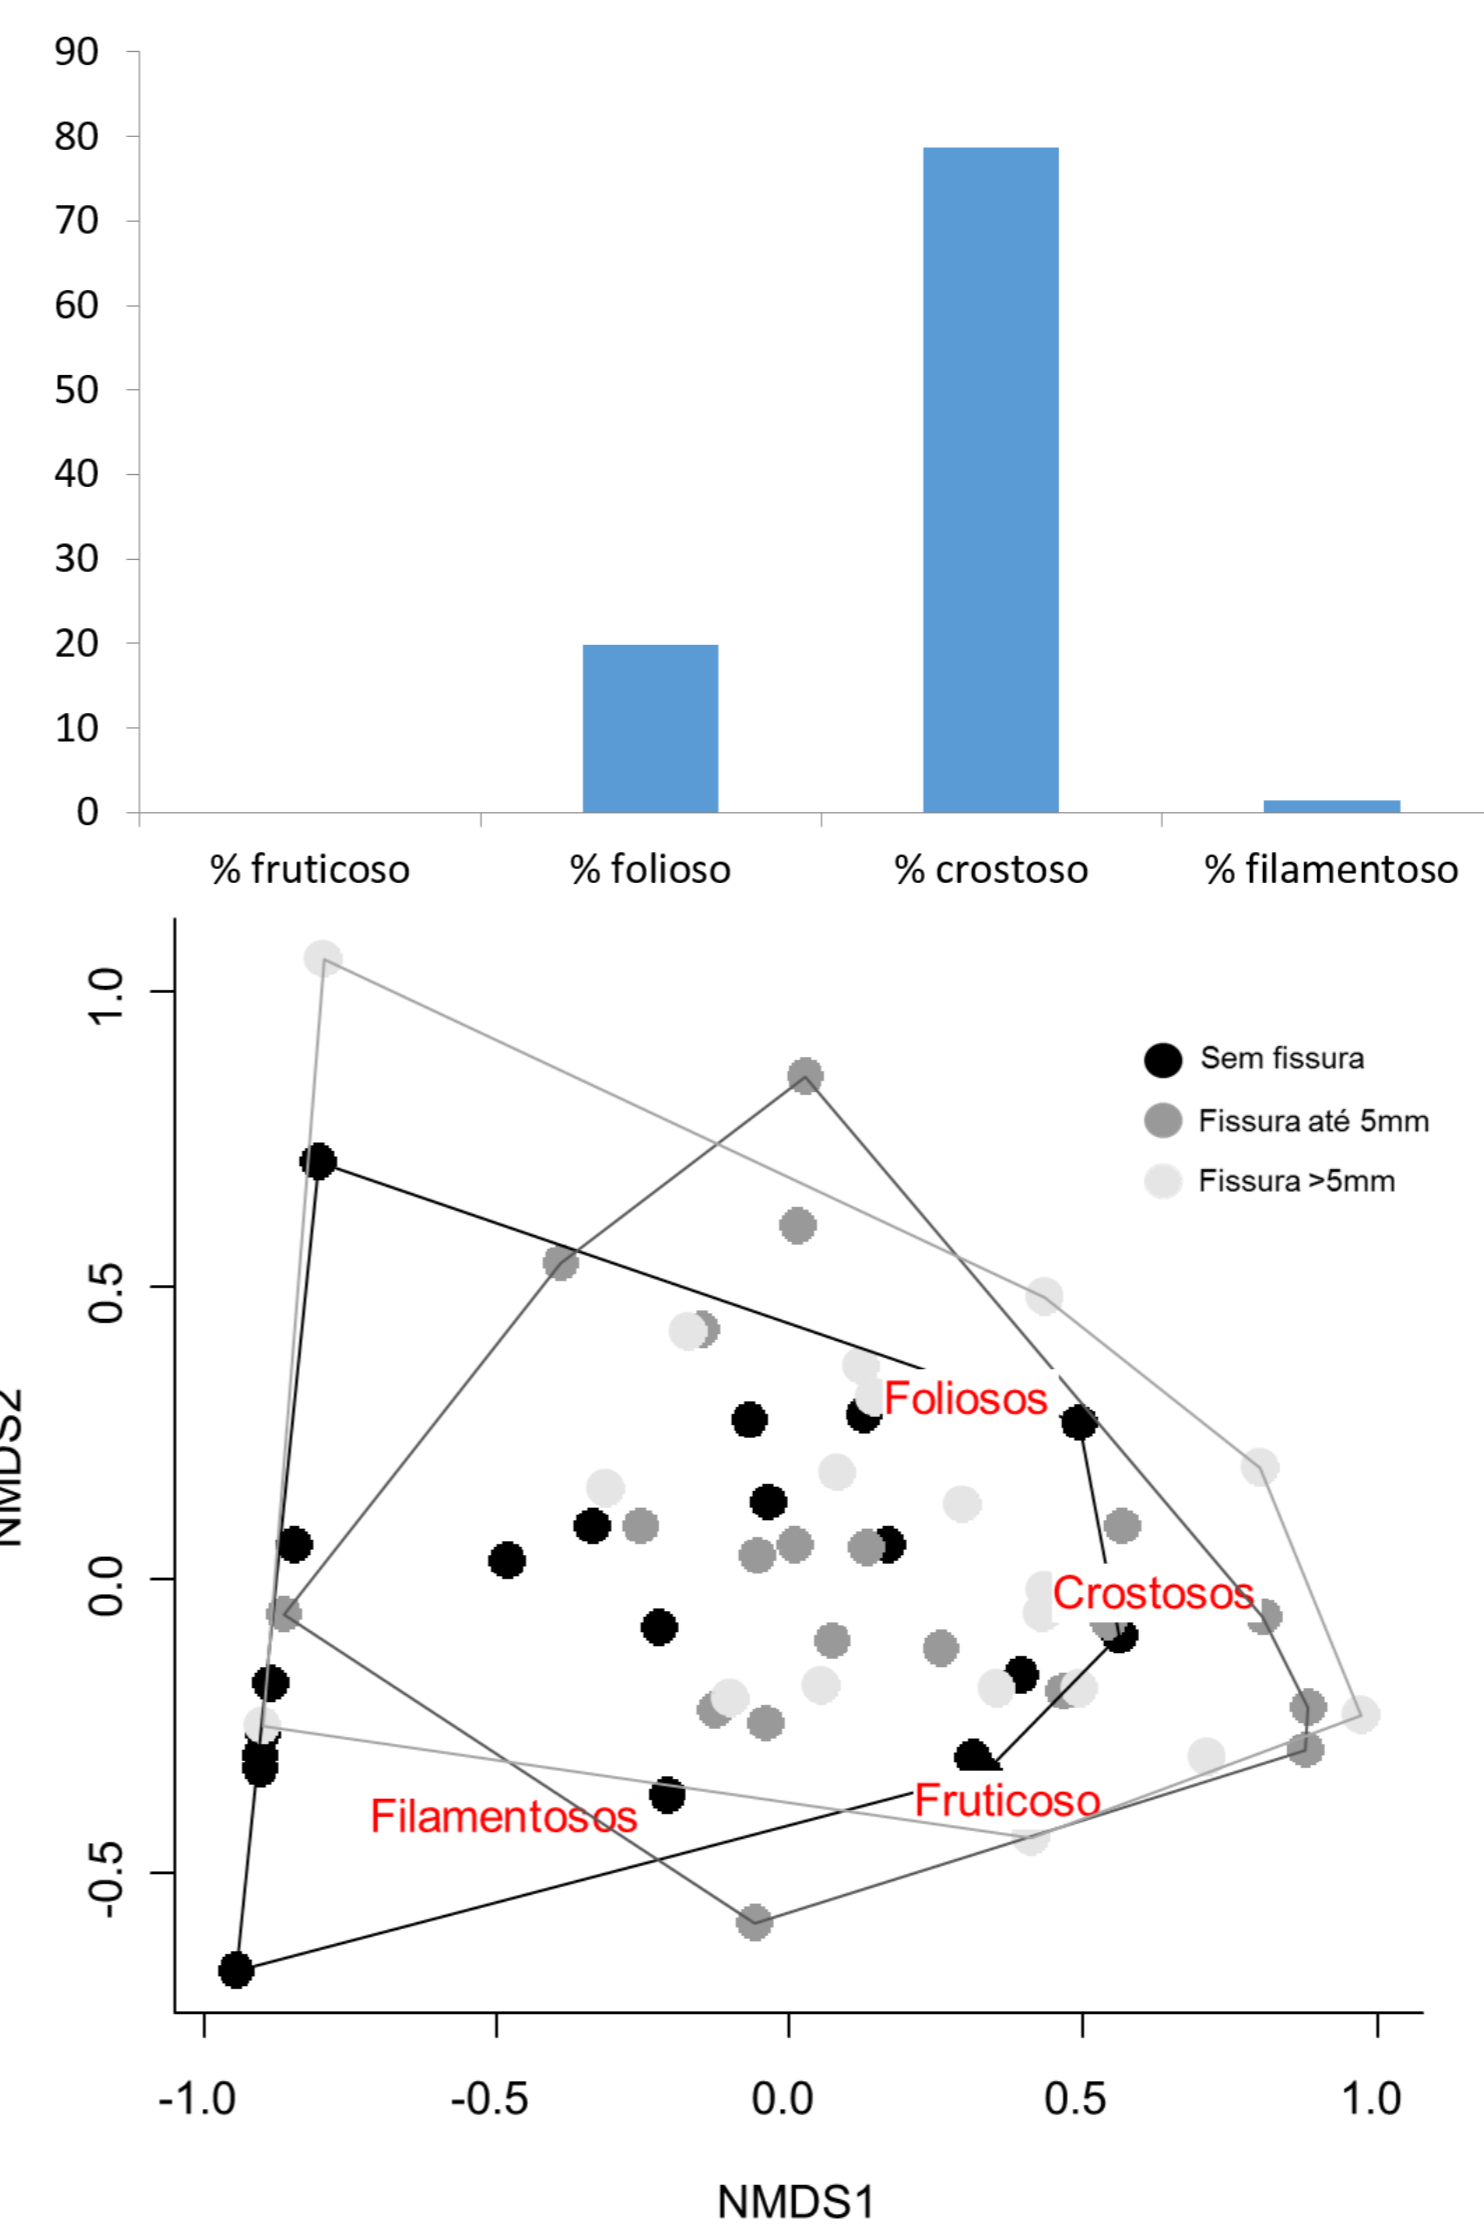 90
80
70
60
50
40
30
20
10
0
% fruticoso % folioso % crostoso % filamentoso
1.0
0.5
0.0
-0.5
NMDS2
Sem fissura
Fissura até 5mm
Fissura >5mm
Foliosos
Crostosos
Fruticoso
Filamentosos
-1.0 -0.5 0.0 0.5 1.0
NMDS1